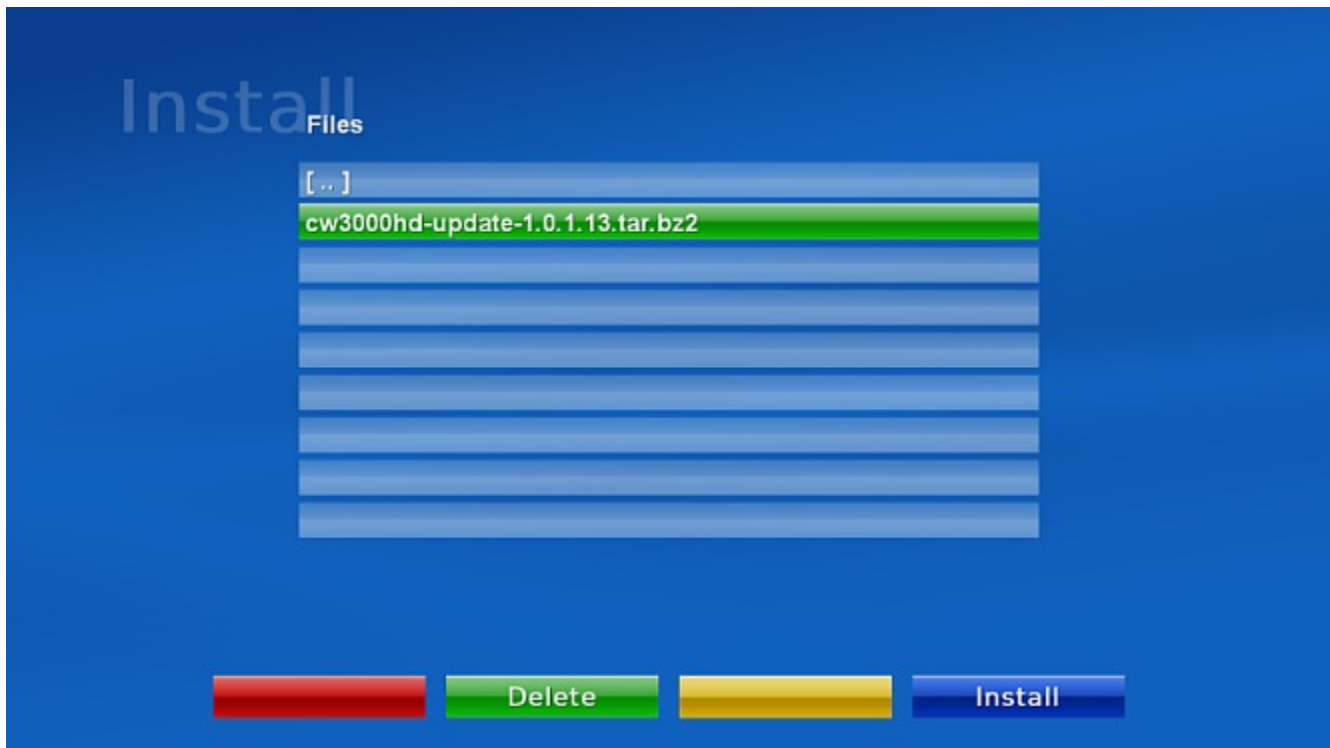 Install
Files
[ .. ]
cw3000hd-update-1.0.1.13.tar.bz2
Delete
Install